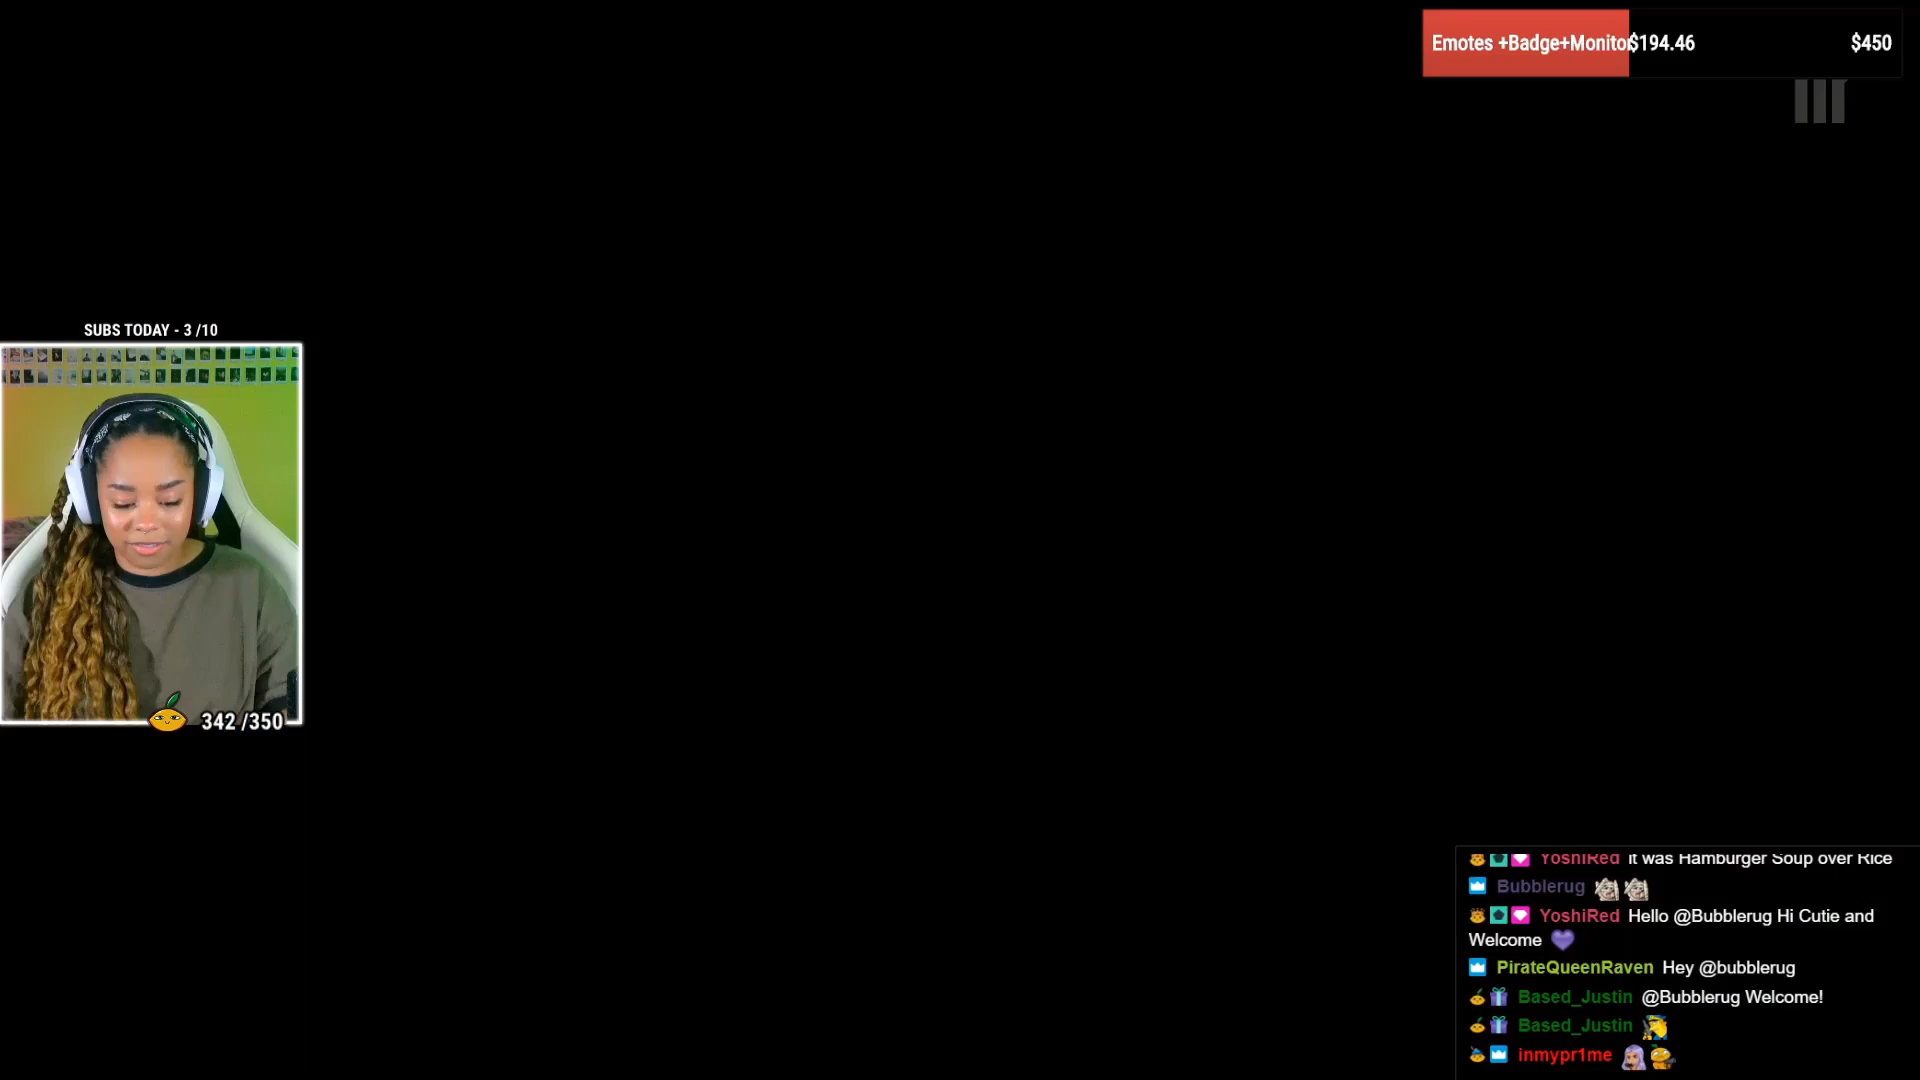 Emotes +Badge+Monitor $194.46 $450
SUBS TODAY - 3 /10
342 /350
YoshiRed it was Hamburger Soup over Rice
Bubblerug
YoshiRed Hello @Bubblerug Hi Cutie and
Welcome
PirateQueenRaven Hey @bubblerug
Based_Justin @Bubblerug Welcome!
Based_Justin
inmypr1me